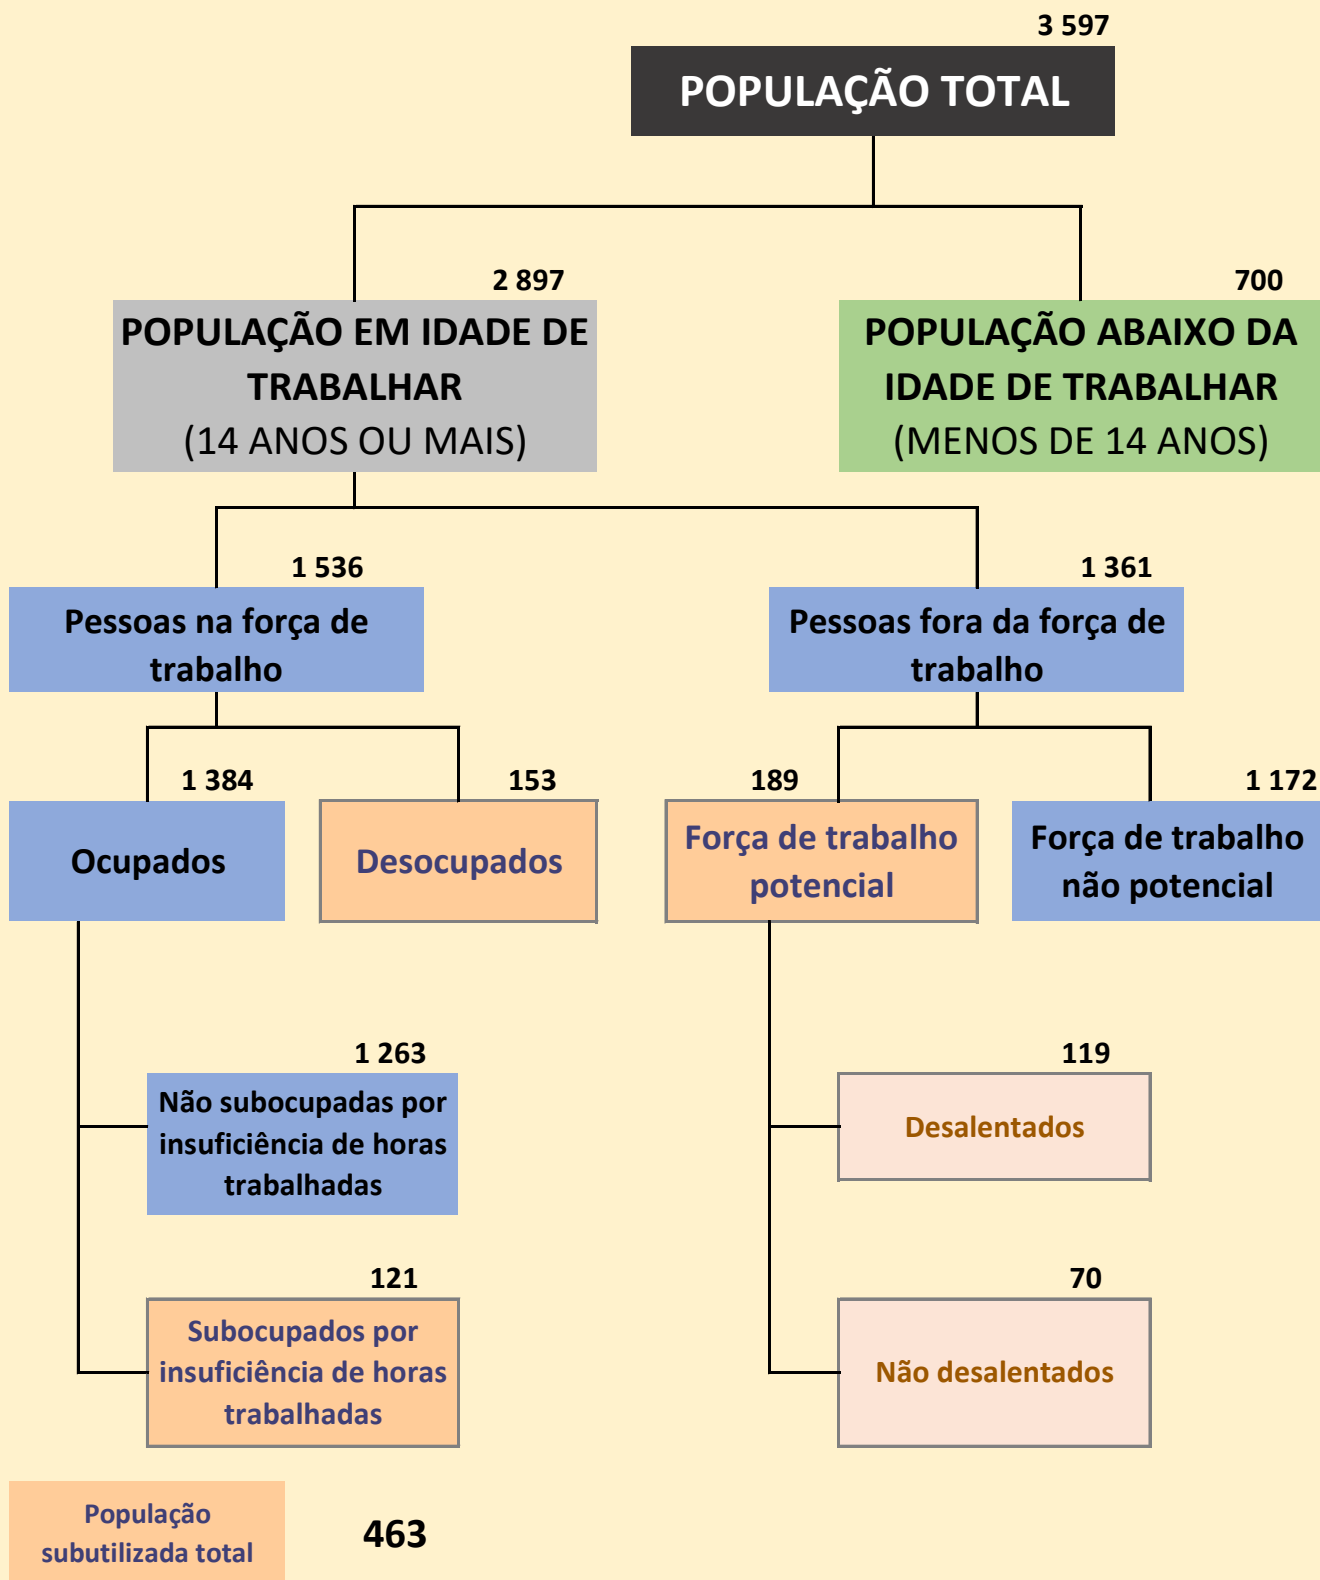 3 597
POPULAÇÃO TOTAL
2 897
POPULAÇÃO EM IDADE DE
TRABALHAR
(14 ANOS OU MAIS)
700
POPULAÇÃO ABAIXO DA
IDADE DE TRABALHAR
(MENOS DE 14 ANOS)
1 536
Pessoas na força de
trabalho
1 361
Pessoas fora da força de
trabalho
1 384
Ocupados
153
Desocupados
189
Força de trabalho
potencial
1 172
Força de trabalho
não potencial
1 263
Não subocupadas por
insuficiência de horas
trabalhadas
119
Desalentados
121
Subocupados por
insuficiência de horas
trabalhadas
70
Não desalentados
População
subutilizada total
463